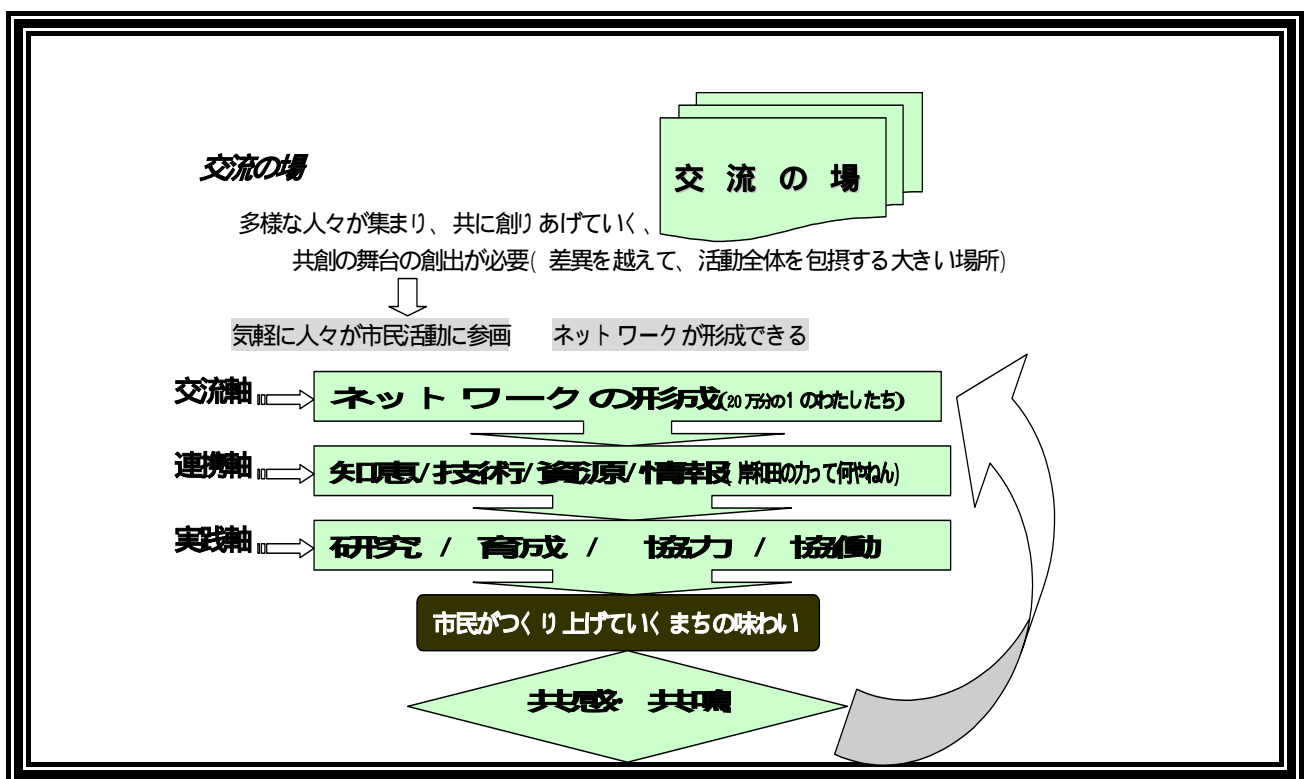 交流の場
交 流 の 場
多様な人々が集まり、共に創りあげていく、
共創の舞台の創出が必要(差異を越えて、活動全体を包摂する大きい場所)
気軽に人々が市民活動に参画 ネットワークが形成できる
交流軸 ネットワークの形成(20万分の1のわたしたち)
連携軸 知恵/技術/資源/情報(岸和田の力って何やねん)
実践軸 研究 / 育成 / 協力 / 協働
市民がつくり上げていくまちの味わい
共感・共鳴